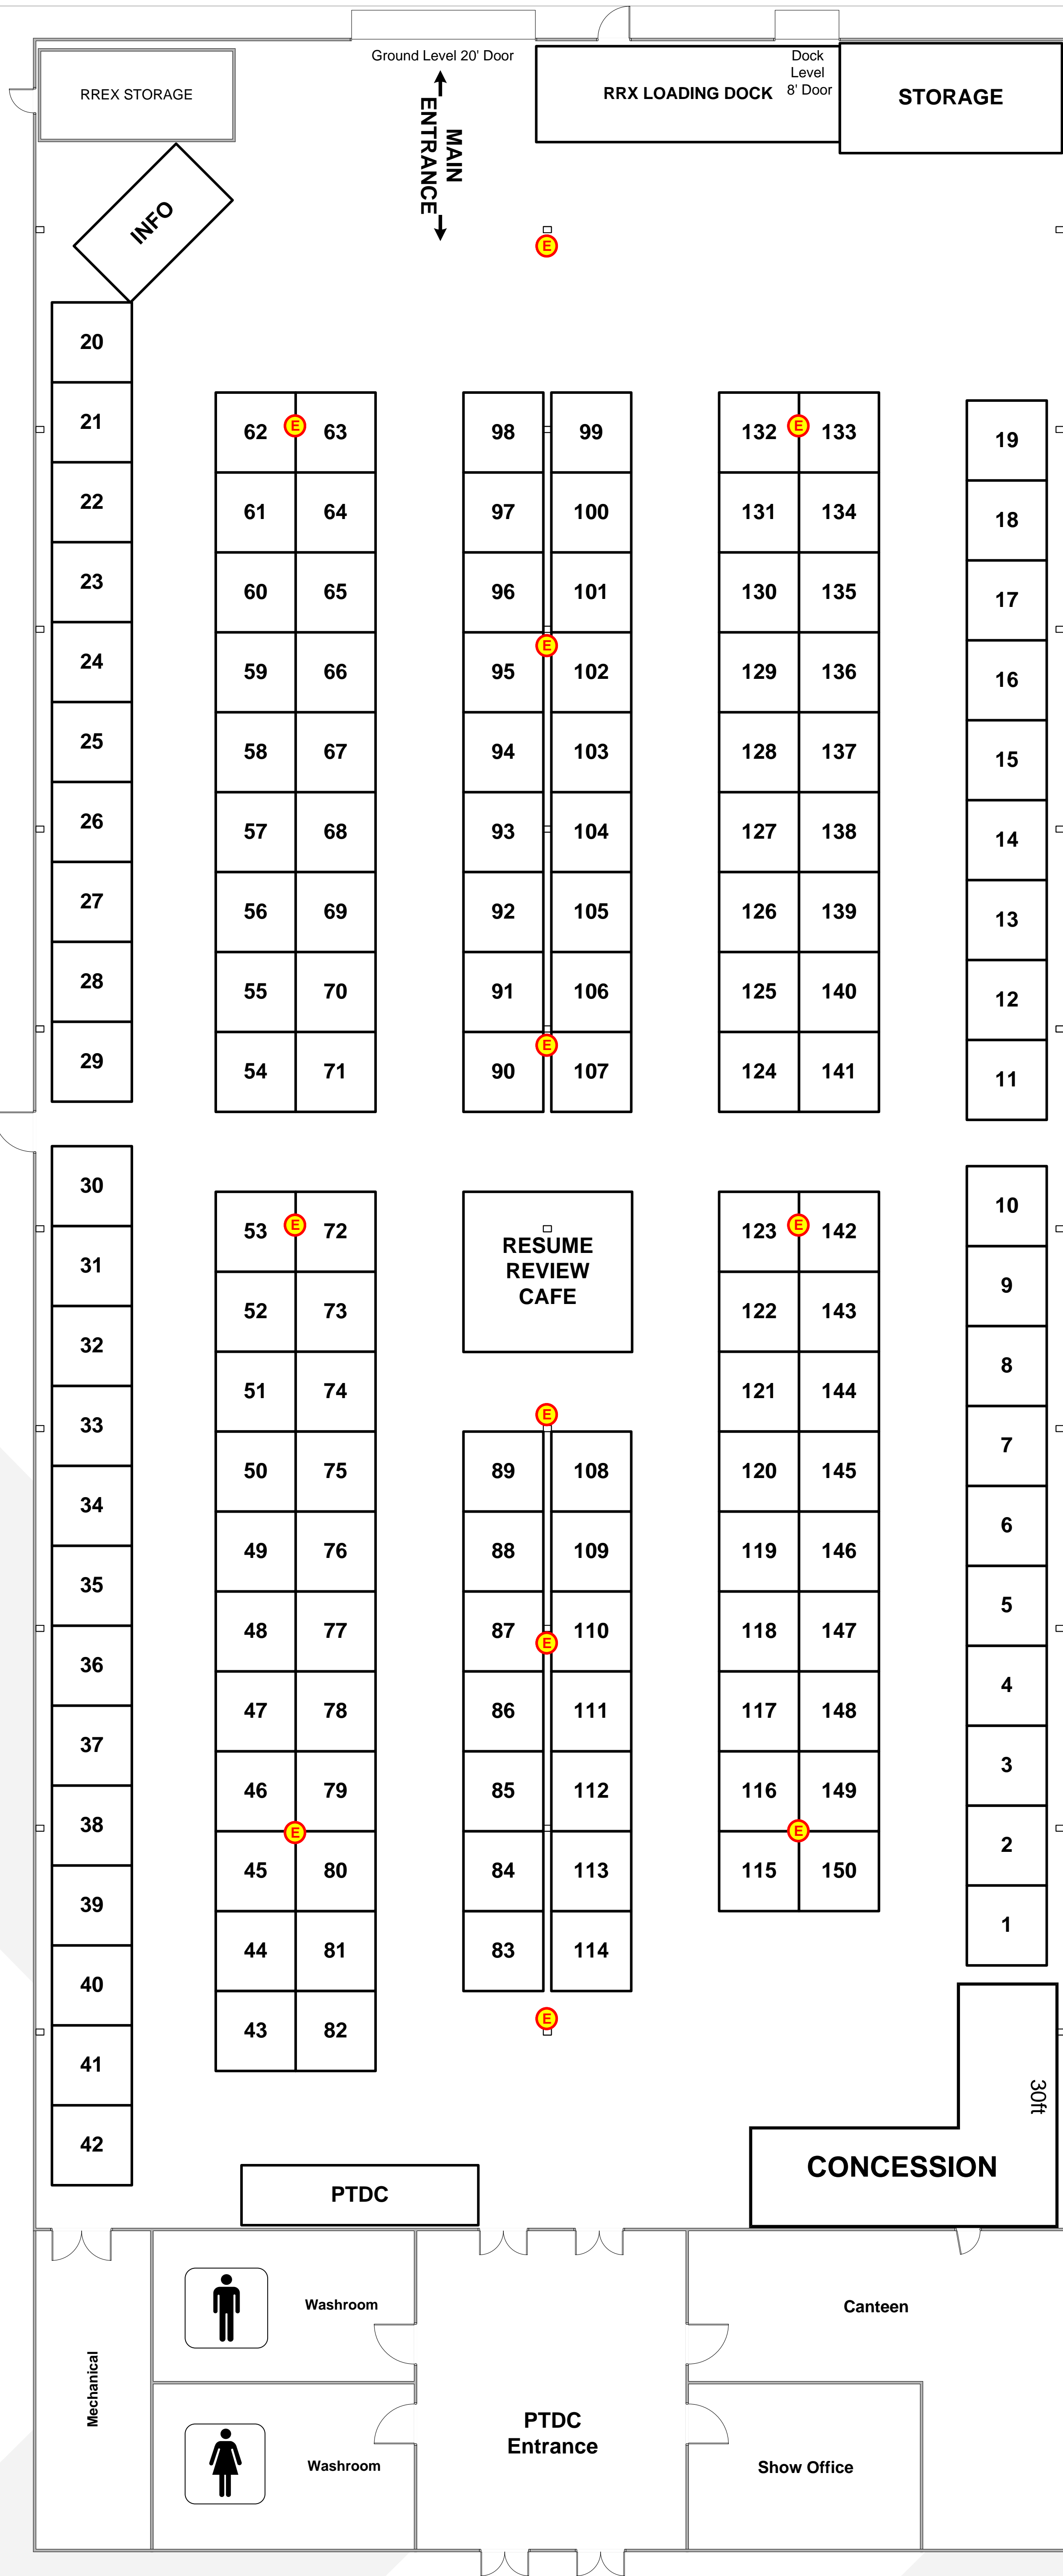 Ground Level 20' Door
Dock
Level
8' Door
RREX STORAGE
RRX LOADING DOCK
STORAGE
MAIN
ENTRANCE
INFO
E
20
21
62 E 63
98 99
132 E 133
19
22
61 64
97 100
131 134
18
23
60 65
96 101
130 135
17
E
24
59 66
95 102
129 136
16
25
58 67
94 103
128 137
15
26
57 68
93 104
127 138
14
27
56 69
92 105
126 139
13
28
55 70
91 106
125 140
12
E
29
54 71
90 107
124 141
11
30
53 E 72
RESUME
REVIEW
CAFE
123 E 142
10
31
52 73
122 143
9
32
51 74
121 144
8
E
33
50 75
89 108
120 145
7
34
49 76
88 109
119 146
6
35
48 77
87 E 110
118 147
5
36
47 78
86 111
117 148
4
37
46 79
85 112
116 149
3
E
E
38
45 80
84 113
115 150
2
39
44 81
83 114
1
40
43 82
E
41
30ft
42
PTDC
CONCESSION
Washroom
Canteen
Mechanical
PTDC
Entrance
Washroom
Show Office